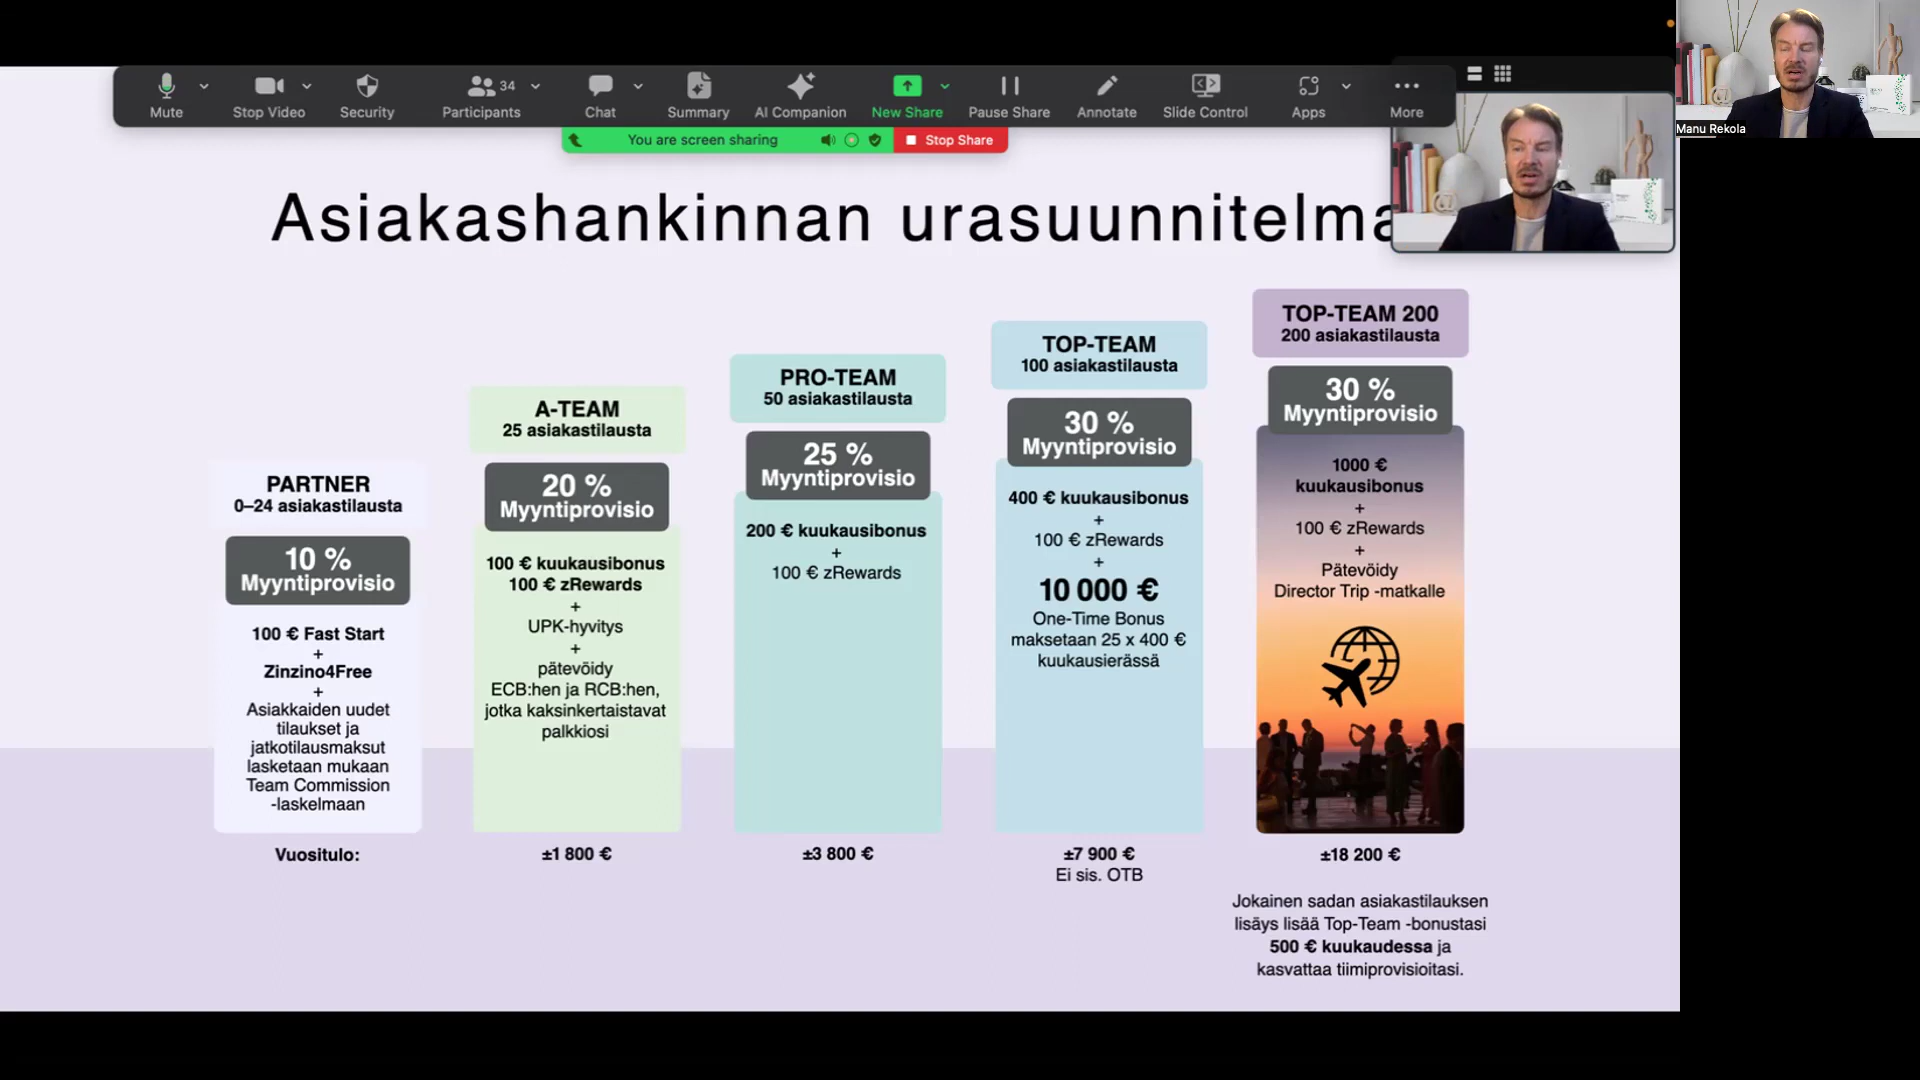 Mute
Stop Video
Security
Participants
34
Chat
Summary
AI Companion
New Share
Pause Share
Annotate
Slide Control
Apps
More
You are screen sharing
Stop Share
Manu Rekola
Asiakashankinnan urasuunnitelma
PARTNER
0–24 asiakastilausta
10 %
Myyntiprovisio
100 € Fast Start
+
Zinzino4Free
+
Asiakkaiden uudet
tilaukset ja
jatkotilausmaksut
lasketaan mukaan
Team Commission
-laskelmaan
Vuositulo:
A-TEAM
25 asiakastilausta
20 %
Myyntiprovisio
100 € kuukausibonus
100 € zRewards
+
UPK-hyvitys
+
pätevöidy
ECB:hen ja RCB:hen,
jotka kaksinkertaistavat
palkkiosi
±1 800 €
PRO-TEAM
50 asiakastilausta
25 %
Myyntiprovisio
200 € kuukausibonus
+
100 € zRewards
±3 800 €
TOP-TEAM
100 asiakastilausta
30 %
Myyntiprovisio
400 € kuukausibonus
+
100 € zRewards
+
10 000 €
One-Time Bonus
maksetaan 25 x 400 €
kuukausierässä
±7 900 €
Ei sis. OTB
TOP-TEAM 200
200 asiakastilausta
30 %
Myyntiprovisio
1000 €
kuukausibonus
+
100 € zRewards
+
Pätevöidy
Director Trip -matkalle
±18 200 €
Jokainen sadan asiakastilauksen
lisäys lisää Top-Team -bonustasi
500 € kuukaudessa ja
kasvattaa tiimiprovisioitasi.